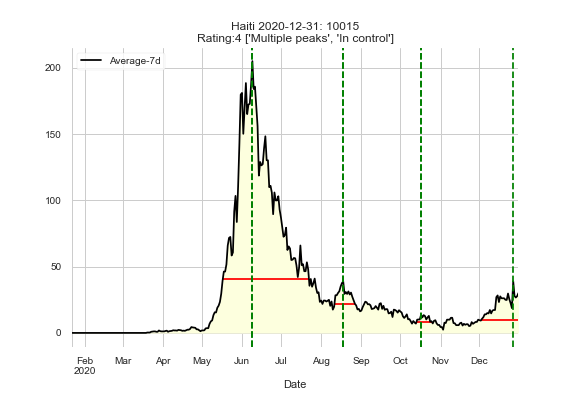 Haiti 2020-12-31: 10015
Rating:4 ['Multiple peaks', 'In control']
Average-7d
200
150
100
50
0
Feb Mar Apr May Jun Jul Aug Sep Oct Nov Dec
2020
Date